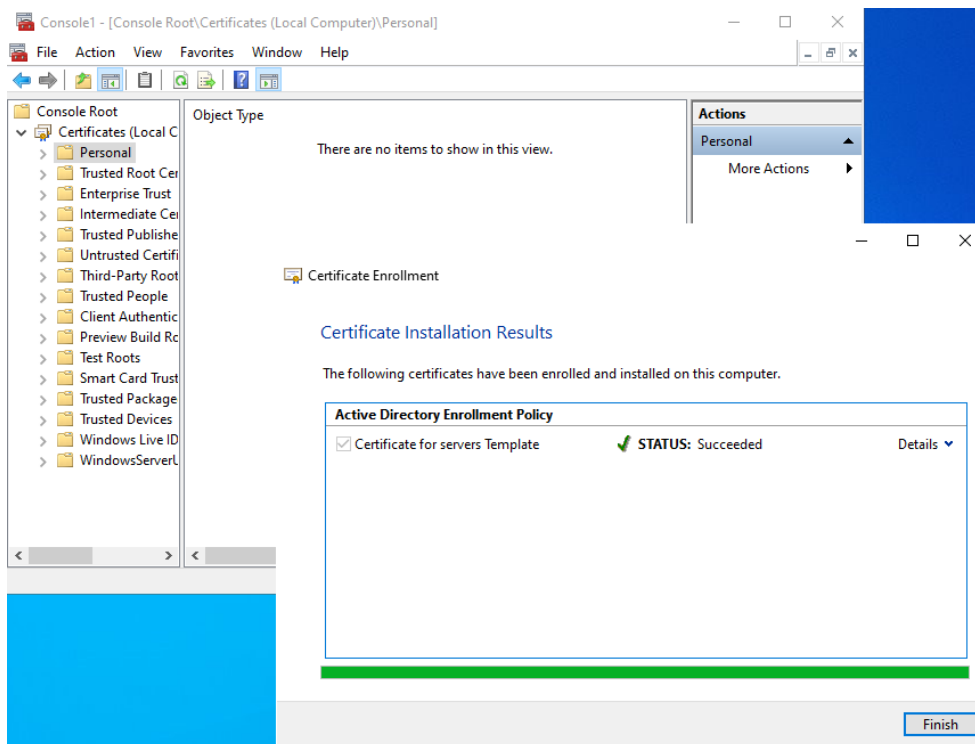 Console1 - [Console Root\Certificates (Local Computer)\Personal]
File Action View Favorites Window Help
Console Root
Certificates (Local C
Personal
Trusted Root Cer
Enterprise Trust
Intermediate Cer
Trusted Publishe
Untrusted Certifi
Third-Party Root
Trusted People
Client Authentic
Preview Build Ro
Test Roots
Smart Card Trust
Trusted Package
Trusted Devices
Windows Live ID
WindowsServerU
Object Type
There are no items to show in this view.
Actions
Personal
More Actions
Certificate Enrollment
Certificate Installation Results
The following certificates have been enrolled and installed on this computer.
Active Directory Enrollment Policy
Certificate for servers Template STATUS: Succeeded Details
Finish